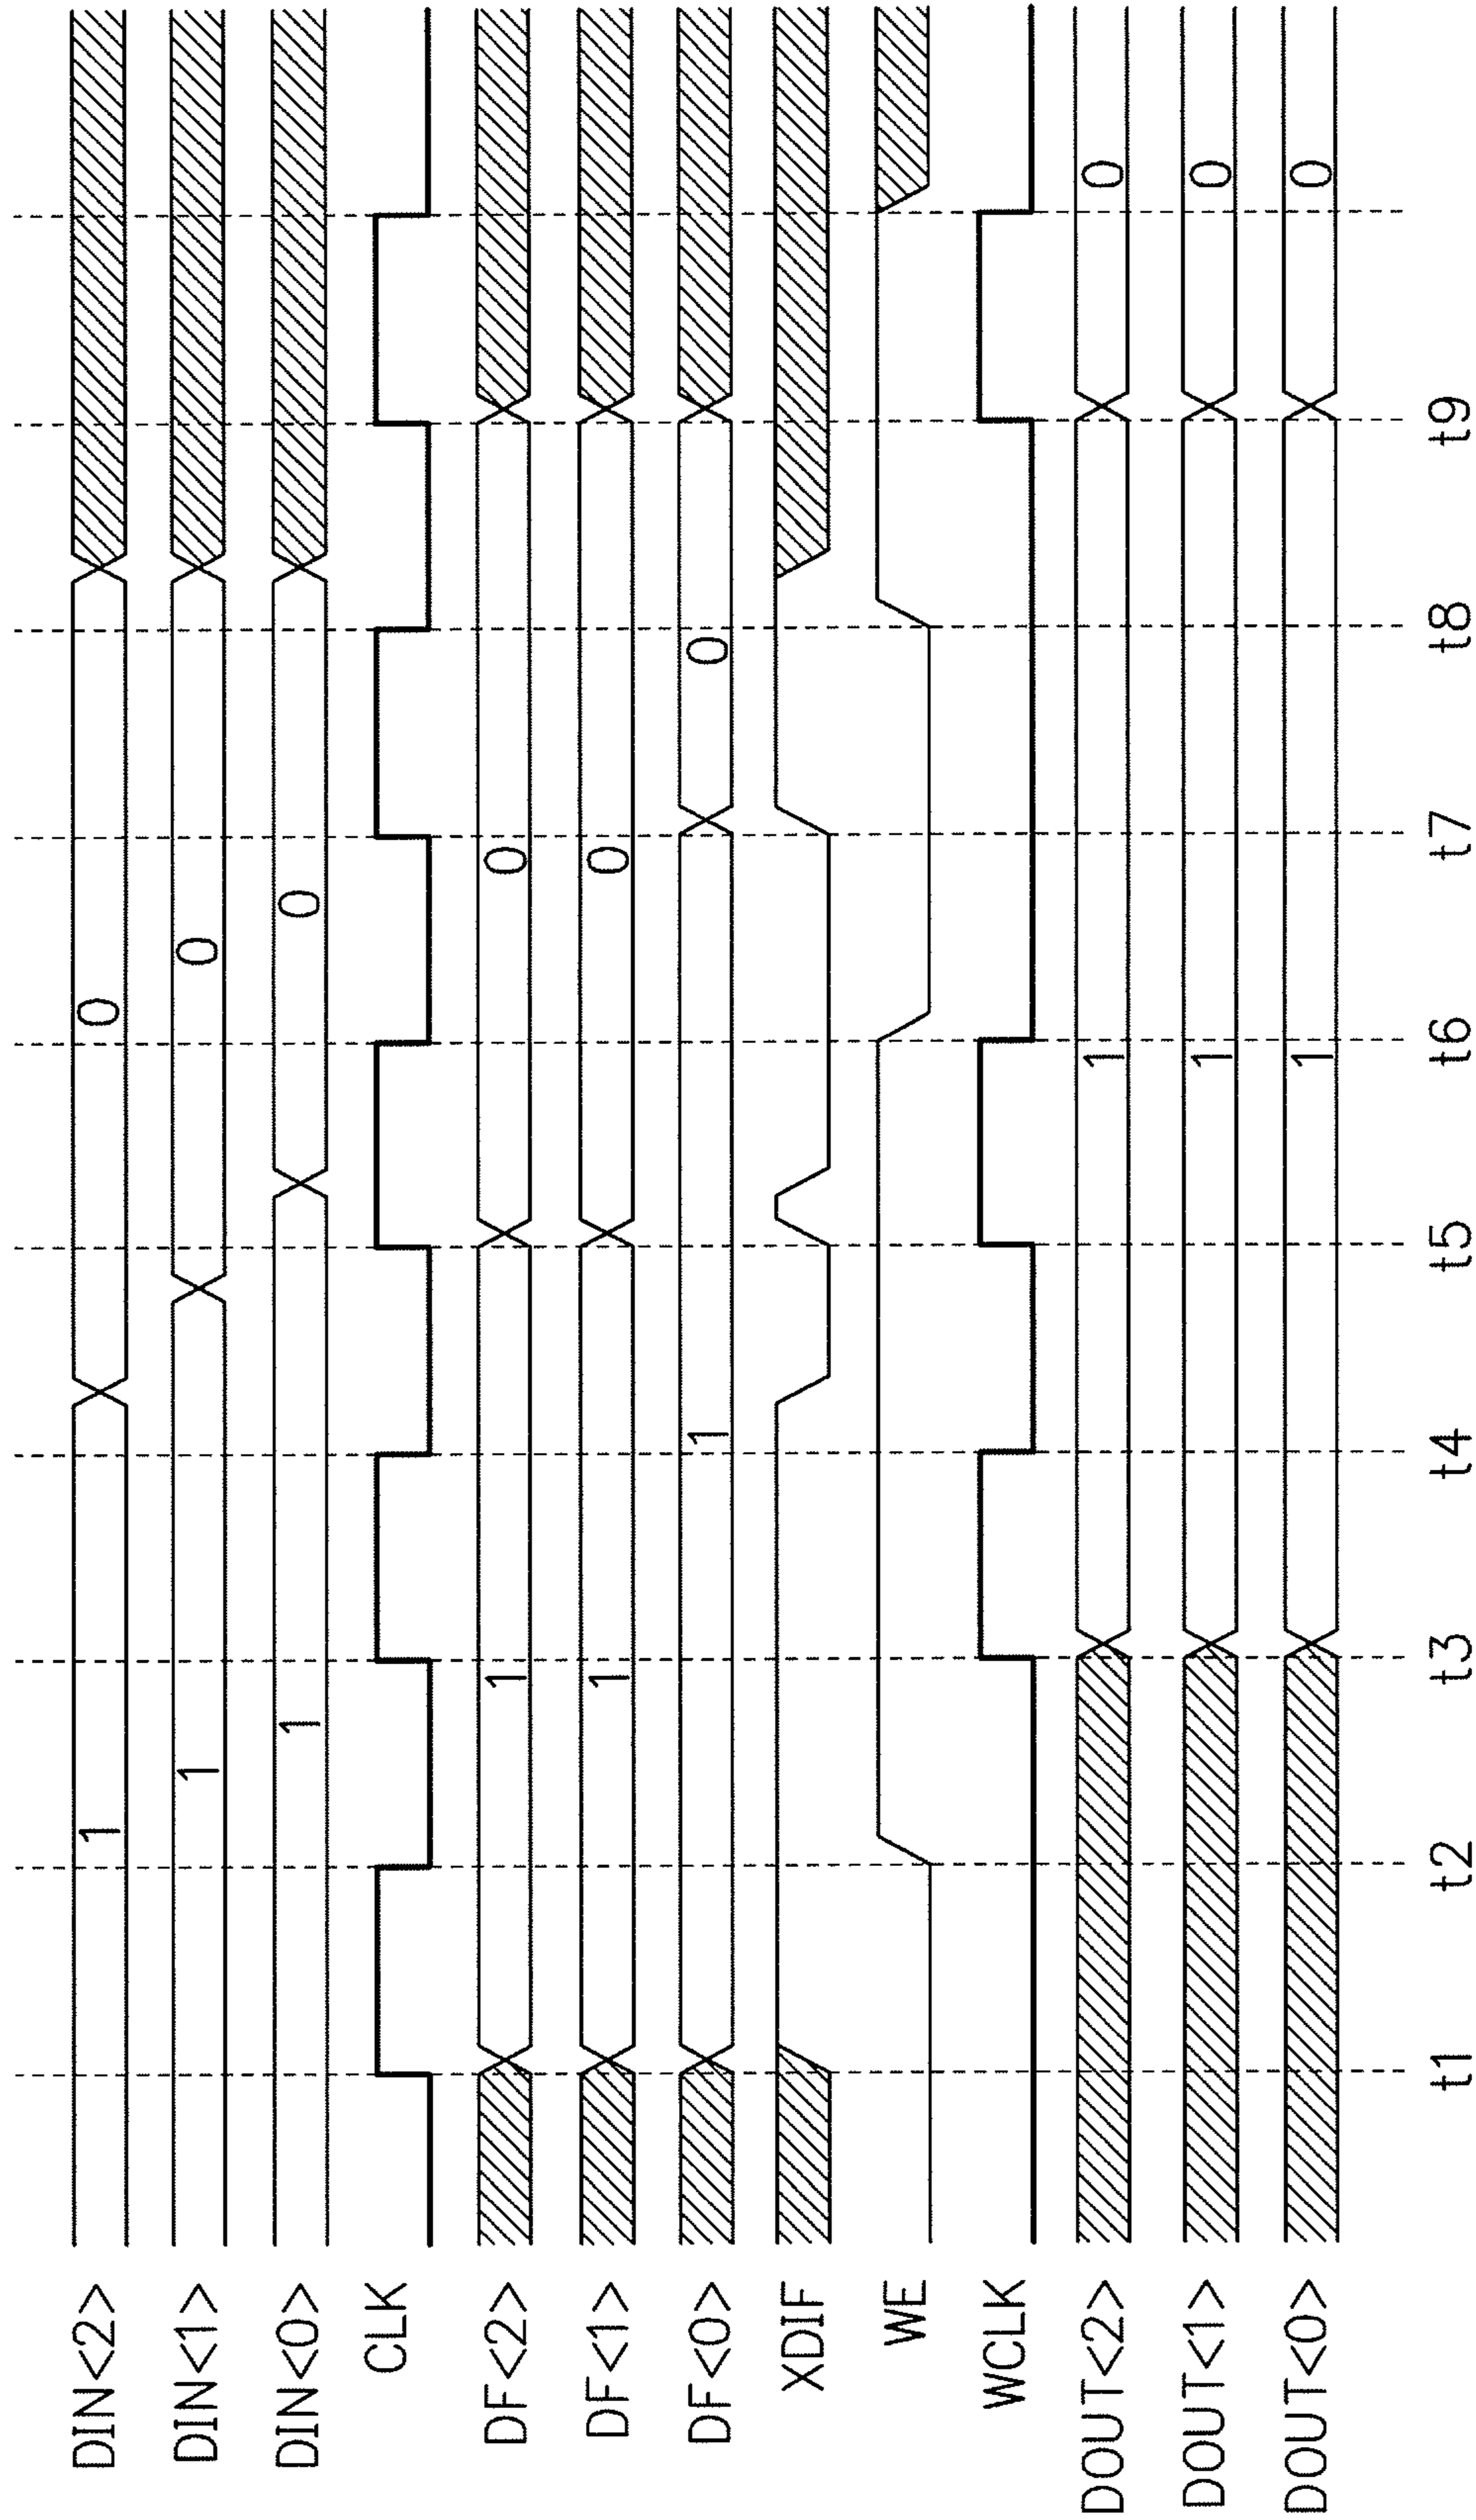 DIN<2> 1 0
DIN<1> 1 0
DIN<0> 1 0
CLK
DF<2> 1 0
DF<1> 1 0
DF<0> 1 0
XDIF
WE
WCLK
DOUT<2> 1 0
DOUT<1> 1 0
DOUT<0> 1 0
t1 t2 t3 t4 t5 t6 t7 t8 t9